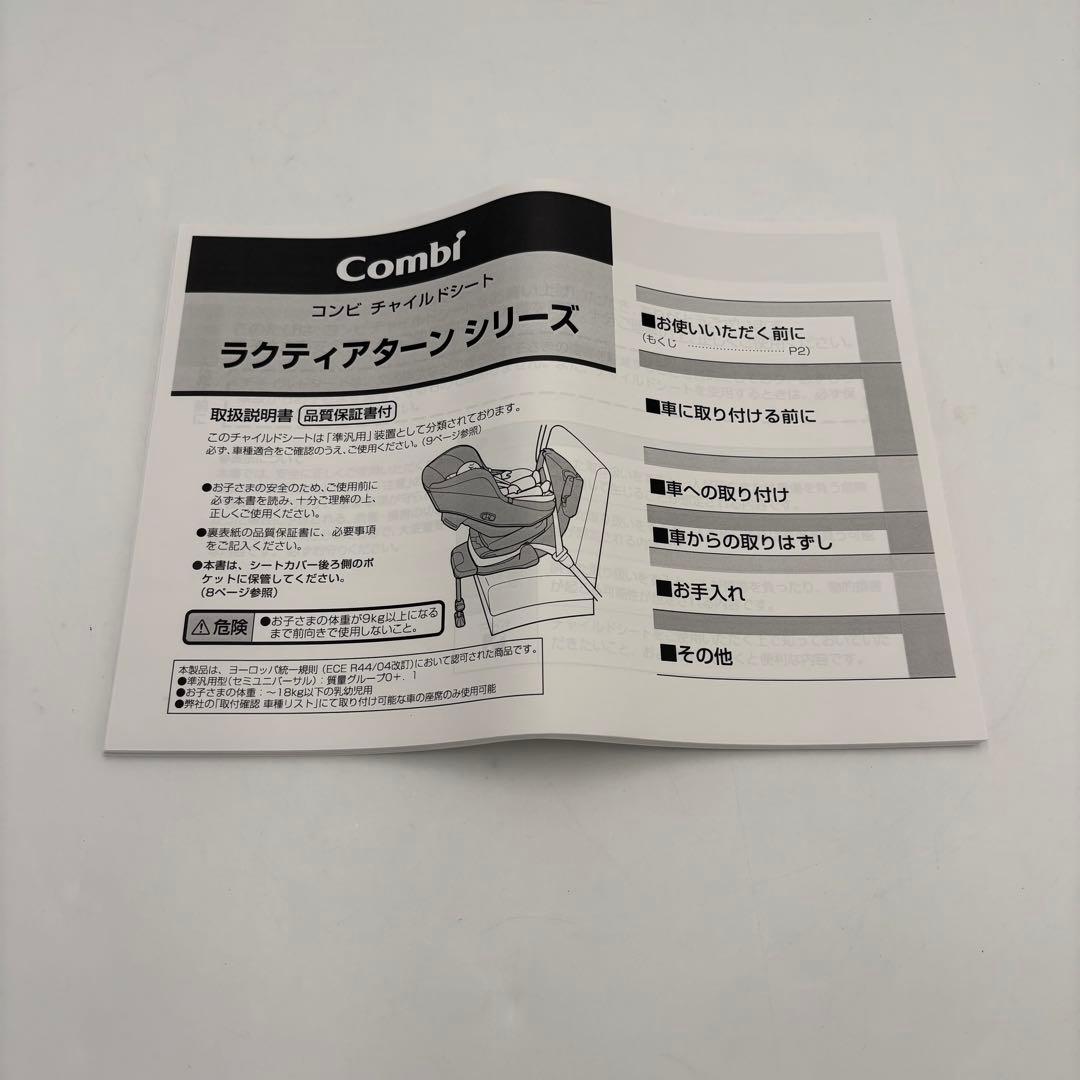 Combi
コンビ チャイルドシート
ラクティアターン シリーズ
取扱説明書 品質保証書付
このチャイルドシートは「準汎用」装置として分類されております。
必ず、車種適合をご確認のうえ、ご使用ください。(9ページ参照)
●お子さまの安全のため、ご使用前に
必ず本書を読み、十分ご理解の上、
正しくご使用ください。
●裏表紙の品質保証書に、必要事項
をご記入ください。
●本書は、シートカバー後ろ側のポ
ケットに保管してください。
(8ページ参照)
⚠危険
●お子さまの体重が9kg以上になる
まで前向きで使用しないこと。
本製品は、ヨーロッパ統一規則 (ECE R44/04改訂)において認可された商品です。
●準汎用型(セミユニバーサル):質量グループ0+. 1
●お子さまの体重:~18kg以下の乳幼児用
●弊社の「取付確認 車種リスト」にて取り付け可能な車の座席のみ使用可能
■お使いいただく前に
(もくじ ............................ P2)
■車に取り付ける前に
■車への取り付け
■車からの取りはずし
■お手入れ
■その他